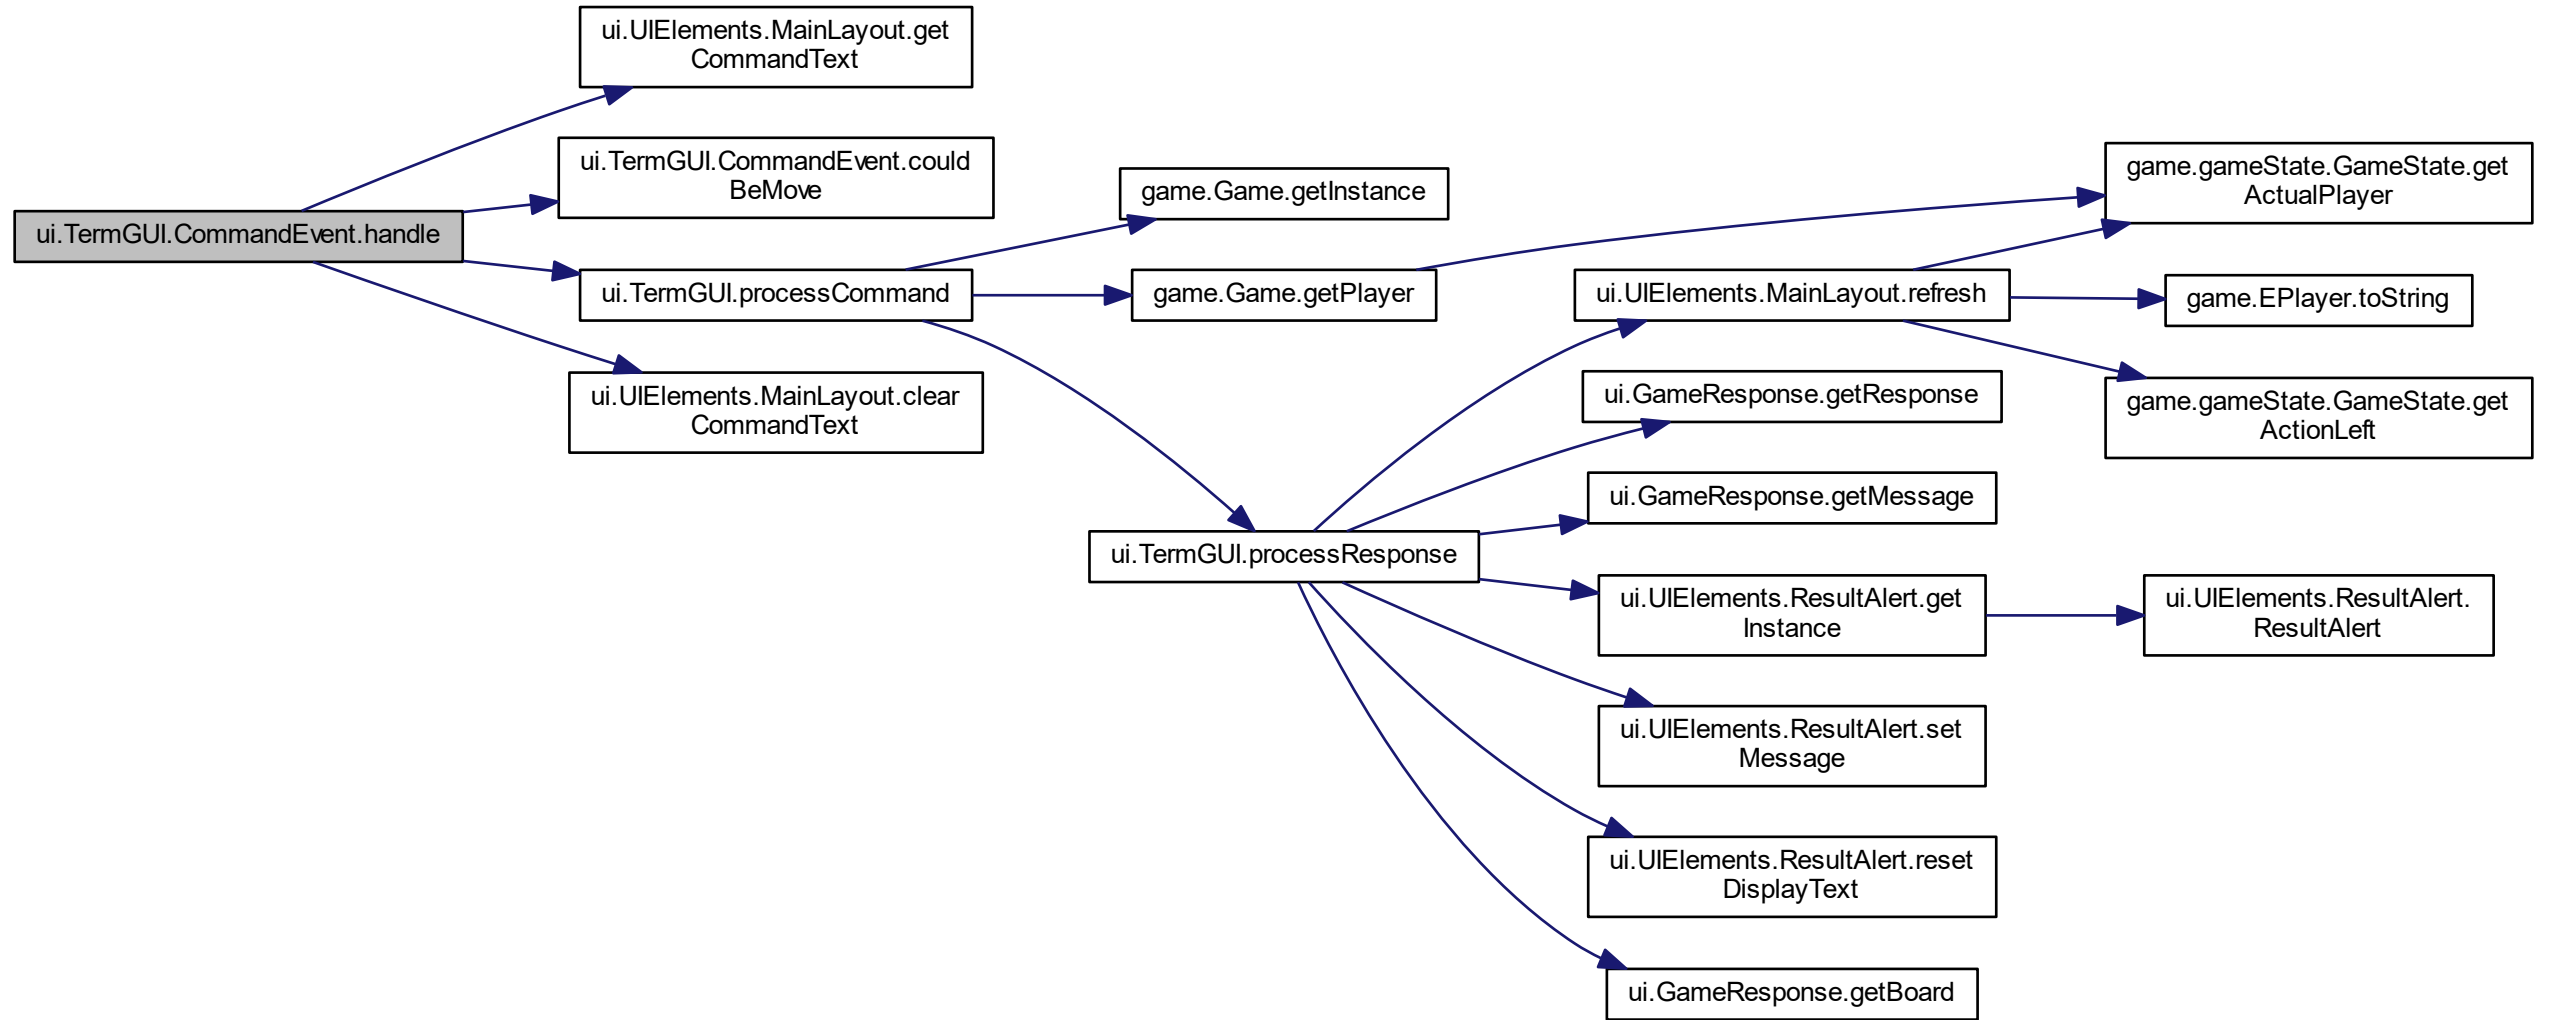 ui.UIElements.MainLayout.get
CommandText
ui.TermGUI.CommandEvent.could
BeMove
ui.TermGUI.CommandEvent.handle
ui.TermGUI.processCommand
ui.UIElements.MainLayout.clear
CommandText
game.Game.getInstance
game.Game.getPlayer
ui.TermGUI.processResponse
ui.UIElements.MainLayout.refresh
ui.GameResponse.getResponse
ui.GameResponse.getMessage
ui.UIElements.ResultAlert.get
Instance
ui.UIElements.ResultAlert.set
Message
ui.UIElements.ResultAlert.reset
DisplayText
ui.GameResponse.getBoard
game.gameState.GameState.get
ActualPlayer
game.EPlayer.toString
game.gameState.GameState.get
ActionLeft
ui.UIElements.ResultAlert.
ResultAlert